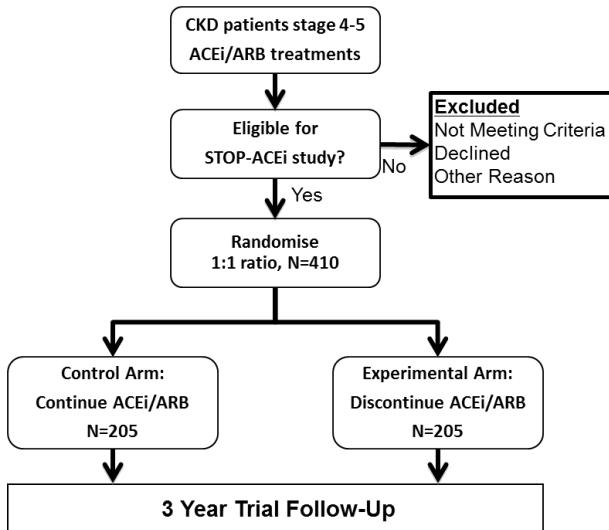 CKD patients stage 4-5
ACEi/ARB treatments
Eligible for
STOP-ACEi study?
No
Excluded
Not Meeting Criteria
Declined
Other Reason
Yes
Randomise
1:1 ratio, N=410
Control Arm:
Continue ACEi/ARB
N=205
Experimental Arm:
Discontinue ACEi/ARB
N=205
3 Year Trial Follow-Up